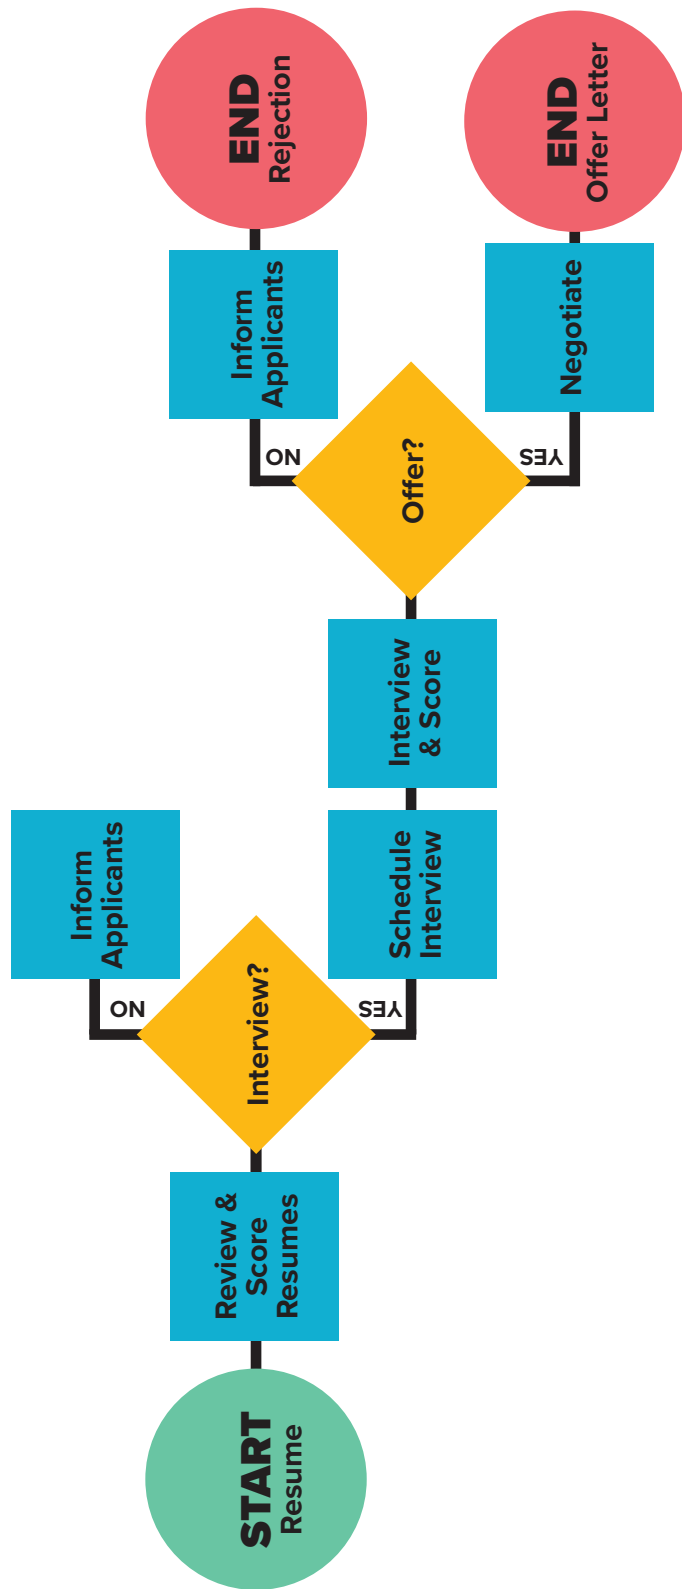 START
Resume
Review &
Score
Resumes
Interview?
NO
Inform
Applicants
YES
Schedule
Interview
Interview
& Score
Offer?
NO
Inform
Applicants
END
Rejection
YES
Negotiate
END
Offer Letter